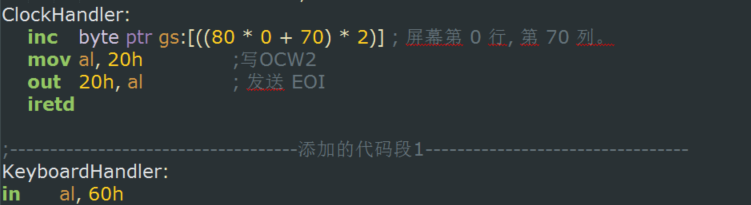 ClockHandler:
inc byte ptr gs:[((80 * 0 + 70) * 2)] ; 屏幕第 0 行, 第 70 列。
mov al, 20h ;写OCW2
out 20h, al ; 发送 EOI
iretd
;------------------------------------添加的代码段1---------------------------------
KeyboardHandler:
in al, 60h